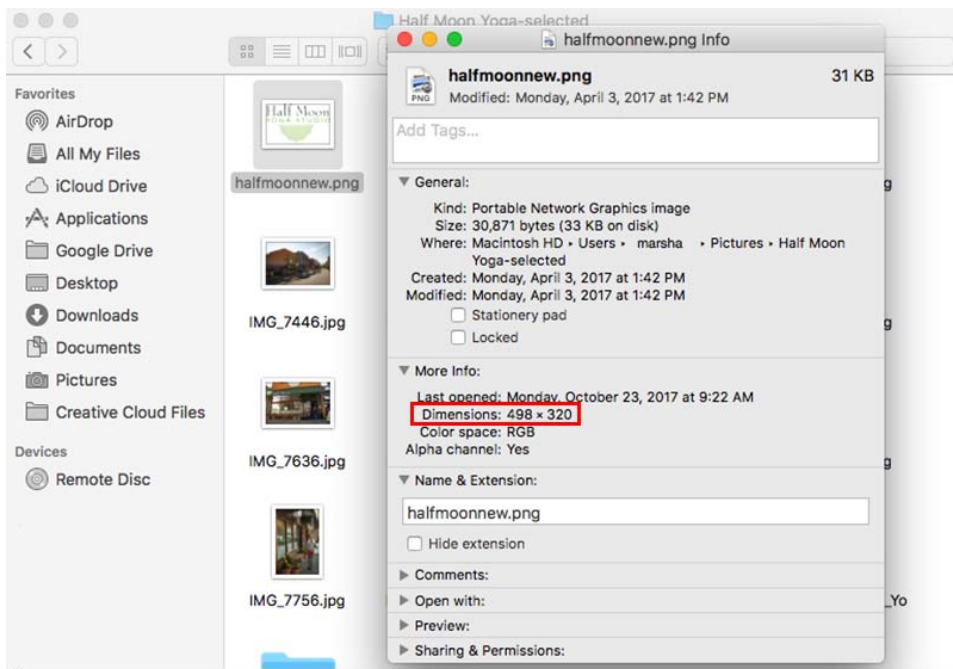 Half Moon Yoga-selected
halfmoonnew.png Info
Favorites
AirDrop
All My Files
iCloud Drive
Applications
Google Drive
Desktop
Downloads
Documents
Pictures
Creative Cloud Files
Devices
Remote Disc
Half Moon
YOGA STUDIO
halfmoonnew.png
IMG_7446.jpg
IMG_7636.jpg
IMG_7756.jpg
PNG
halfmoonnew.png 31 KB
Modified: Monday, April 3, 2017 at 1:42 PM
Add Tags...
General:
Kind: Portable Network Graphics image
Size: 30,871 bytes (33 KB on disk)
Where: Macintosh HD ▸ Users ▸ marsha ▸ Pictures ▸ Half Moon
Yoga-selected
Created: Monday, April 3, 2017 at 1:42 PM
Modified: Monday, April 3, 2017 at 1:42 PM
Stationery pad
Locked
More Info:
Last opened: Monday, October 23, 2017 at 9:22 AM
Dimensions: 498 × 320
Color space: RGB
Alpha channel: Yes
Name & Extension:
halfmoonnew.png
Hide extension
Comments:
Open with:
Preview:
Sharing & Permissions:
g
g
g
_Yo